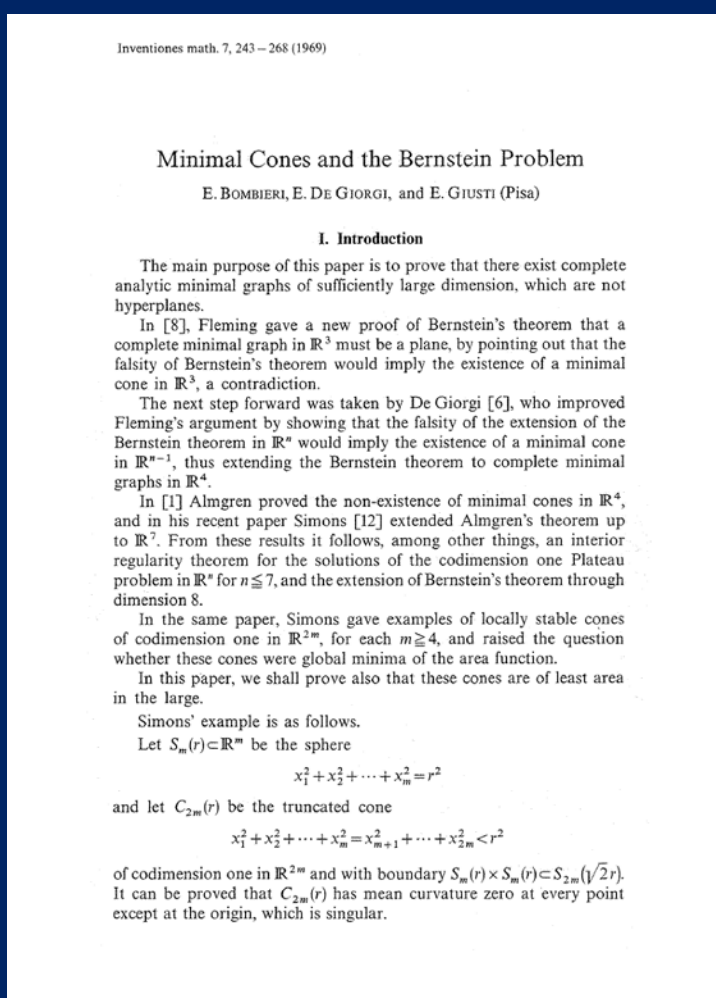 Inventiones math. 7, 243 – 268 (1969)
Minimal Cones and the Bernstein Problem
E. BOMBIERI, E. DE GIORGI, and E. GIUSTI (Pisa)
I. Introduction
The main purpose of this paper is to prove that there exist complete
analytic minimal graphs of sufficiently large dimension, which are not
hyperplanes.
In [8], Fleming gave a new proof of Bernstein's theorem that a
complete minimal graph in ℝ³ must be a plane, by pointing out that the
falsity of Bernstein's theorem would imply the existence of a minimal
cone in ℝ³, a contradiction.
The next step forward was taken by De Giorgi [6], who improved
Fleming's argument by showing that the falsity of the extension of the
Bernstein theorem in ℝⁿ would imply the existence of a minimal cone
in ℝⁿ⁻¹, thus extending the Bernstein theorem to complete minimal
graphs in ℝ⁴.
In [1] Almgren proved the non-existence of minimal cones in ℝ⁴,
and in his recent paper Simons [12] extended Almgren's theorem up
to ℝ⁷. From these results it follows, among other things, an interior
regularity theorem for the solutions of the codimension one Plateau
problem in ℝⁿ for n≦7, and the extension of Bernstein's theorem through
dimension 8.
In the same paper, Simons gave examples of locally stable cones
of codimension one in ℝ²ᵐ, for each m≧4, and raised the question
whether these cones were global minima of the area function.
In this paper, we shall prove also that these cones are of least area
in the large.
Simons' example is as follows.
Let Sₘ(r)⊂ℝᵐ be the sphere
x₁²+x₂²+⋯+xₘ²=r²
and let C₂ₘ(r) be the truncated cone
x₁²+x₂²+⋯+xₘ²=xₘ₊₁²+⋯+x₂ₘ²<r²
of codimension one in ℝ²ᵐ and with boundary Sₘ(r)×Sₘ(r)⊂S₂ₘ(√2r).
It can be proved that C₂ₘ(r) has mean curvature zero at every point
except at the origin, which is singular.